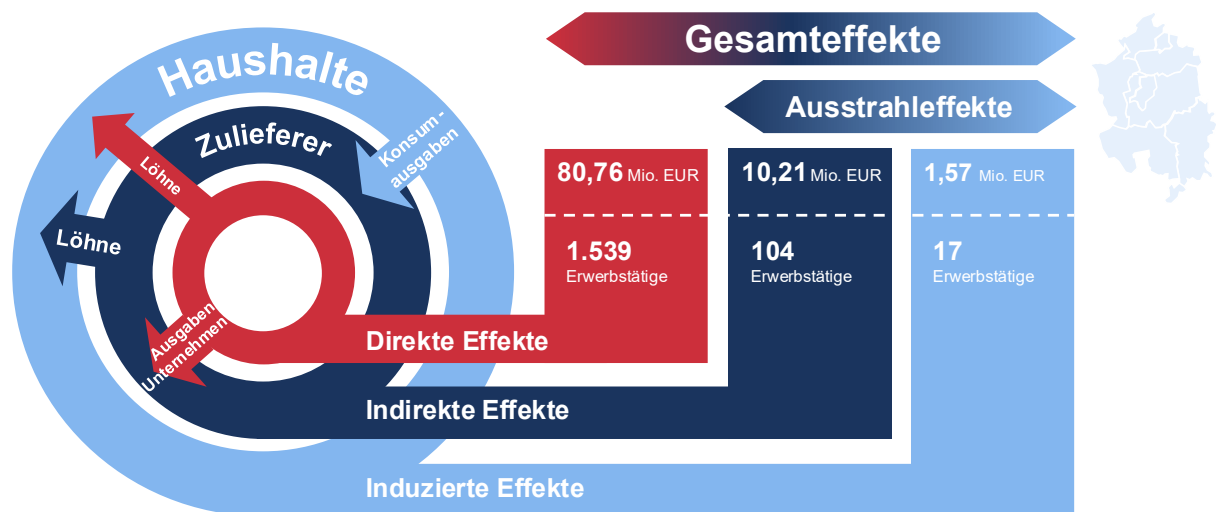 Gesamteffekte
Ausstrahleffekte
Haushalte
Zulieferer
Konsum-
ausgaben
Löhne
Löhne
Ausgaben
Unternehmen
80,76 Mio. EUR
1.539
Erwerbstätige
10,21 Mio. EUR
104
Erwerbstätige
1,57 Mio. EUR
17
Erwerbstätige
Direkte Effekte
Indirekte Effekte
Induzierte Effekte